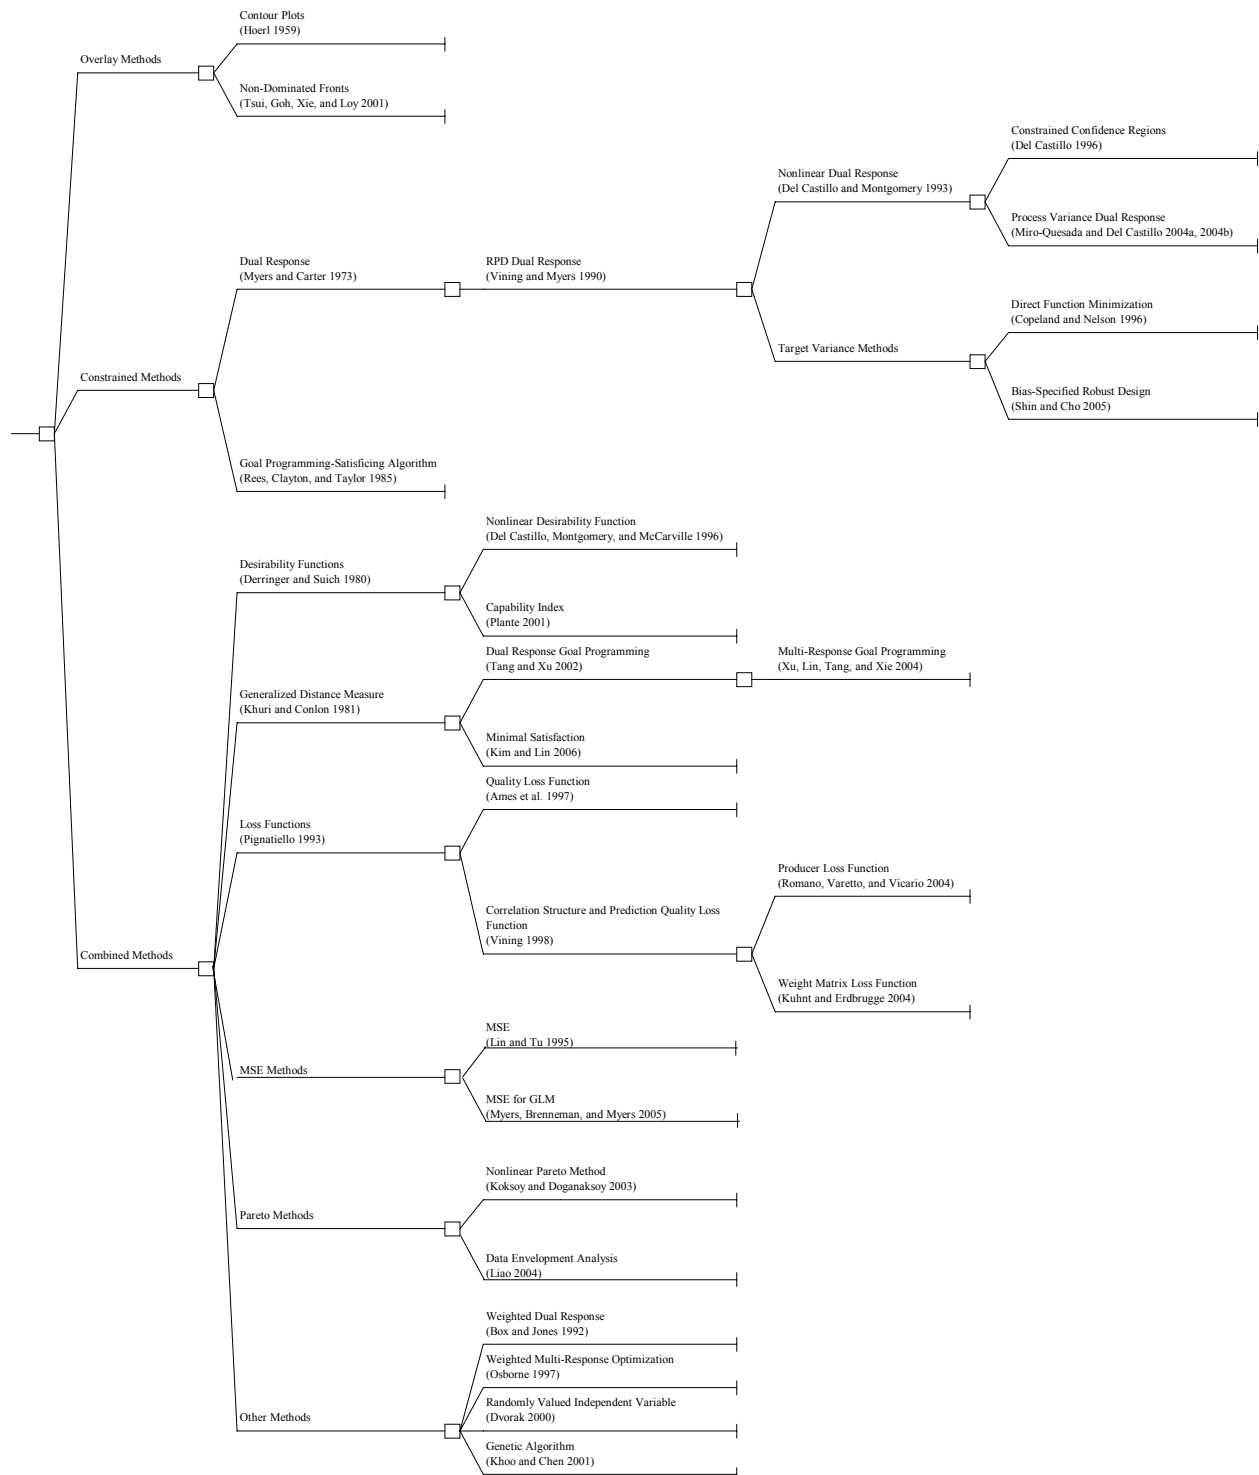 Contour Plots
(Hoerl 1959)
Overlay Methods
Non-Dominated Fronts
(Tsui, Goh, Xie, and Loy 2001)
Constrained Confidence Regions
(Del Castillo 1996)
Nonlinear Dual Response
(Del Castillo and Montgomery 1993)
Process Variance Dual Response
(Miro-Quesada and Del Castillo 2004a, 2004b)
Dual Response
(Myers and Carter 1973)
RPD Dual Response
(Vining and Myers 1990)
Direct Function Minimization
(Copeland and Nelson 1996)
Target Variance Methods
Bias-Specified Robust Design
(Shin and Cho 2005)
Constrained Methods
Goal Programming-Satisficing Algorithm
(Rees, Clayton, and Taylor 1985)
Nonlinear Desirability Function
(Del Castillo, Montgomery, and McCarville 1996)
Desirability Functions
(Derringer and Suich 1980)
Capability Index
(Plante 2001)
Dual Response Goal Programming
(Tang and Xu 2002)
Multi-Response Goal Programming
(Xu, Lin, Tang, and Xie 2004)
Generalized Distance Measure
(Khuri and Conlon 1981)
Minimal Satisfaction
(Kim and Lin 2006)
Quality Loss Function
(Ames et al. 1997)
Loss Functions
(Pignatiello 1993)
Producer Loss Function
(Romano, Varetto, and Vicario 2004)
Correlation Structure and Prediction Quality Loss
Function
(Vining 1998)
Combined Methods
Weight Matrix Loss Function
(Kuhnt and Erdbrugge 2004)
MSE
(Lin and Tu 1995)
MSE Methods
MSE for GLM
(Myers, Brenneman, and Myers 2005)
Nonlinear Pareto Method
(Koksoy and Doganaksoy 2003)
Pareto Methods
Data Envelopment Analysis
(Liao 2004)
Weighted Dual Response
(Box and Jones 1992)
Weighted Multi-Response Optimization
(Osborne 1997)
Randomly Valued Independent Variable
(Dvorak 2000)
Other Methods
Genetic Algorithm
(Khoo and Chen 2001)